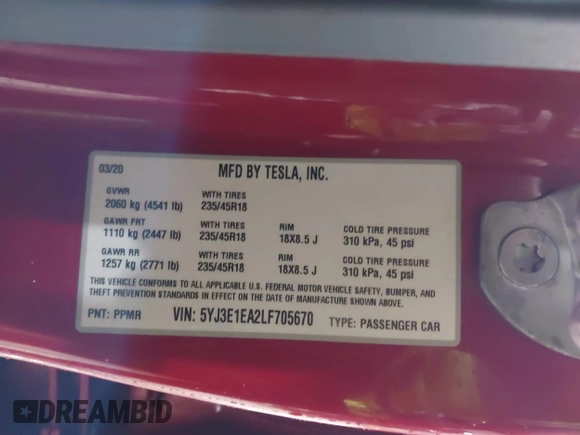 03/20 MFD BY TESLA, INC.
GVWR WITH TIRES
2060 kg (4541 lb) 235/45R18
GAWR FRT WITH TIRES RIM COLD TIRE PRESSURE
1110 kg (2447 lb) 235/45R18 18X8.5 J 310 kPa, 45 psi
GAWR RR WITH TIRES RIM COLD TIRE PRESSURE
1257 kg (2771 lb) 235/45R18 18X8.5 J 310 kPa, 45 psi
THIS VEHICLE CONFORMS TO ALL APPLICABLE U.S. FEDERAL MOTOR VEHICLE SAFETY, BUMPER, AND
THEFT PREVENTION STANDARDS IN EFFECT ON THE DATE OF MANUFACTURE SHOWN ABOVE.
PNT: PPMR VIN: 5YJ3E1EA2LF705670 TYPE: PASSENGER CAR
DREAMBID